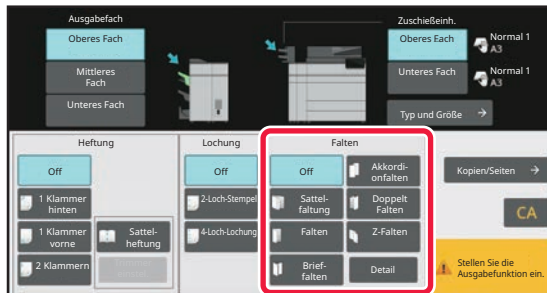 Ausgabefach
Zuschießeinh.
Oberes Fach
Mittleres
Fach
Unteres Fach
Oberes Fach
Normal 1
A3
Unteres Fach
Normal 1
A3
Typ und Größe
Heftung
Off
1 Klammer
hinten
1 Klammer
vorne
2 Klammern
Sattel-
heftung
Lochung
Off
2-Loch-Stempel
4-Loch-Lochung
Falten
Off
Akkordi-
onfalten
Sattel-
faltung
Doppelt
Falten
Falten
Z-Falten
Brief-
falten
Detail
Kopien/Seiten
CA
Stellen Sie die
Ausgabefunktion ein.